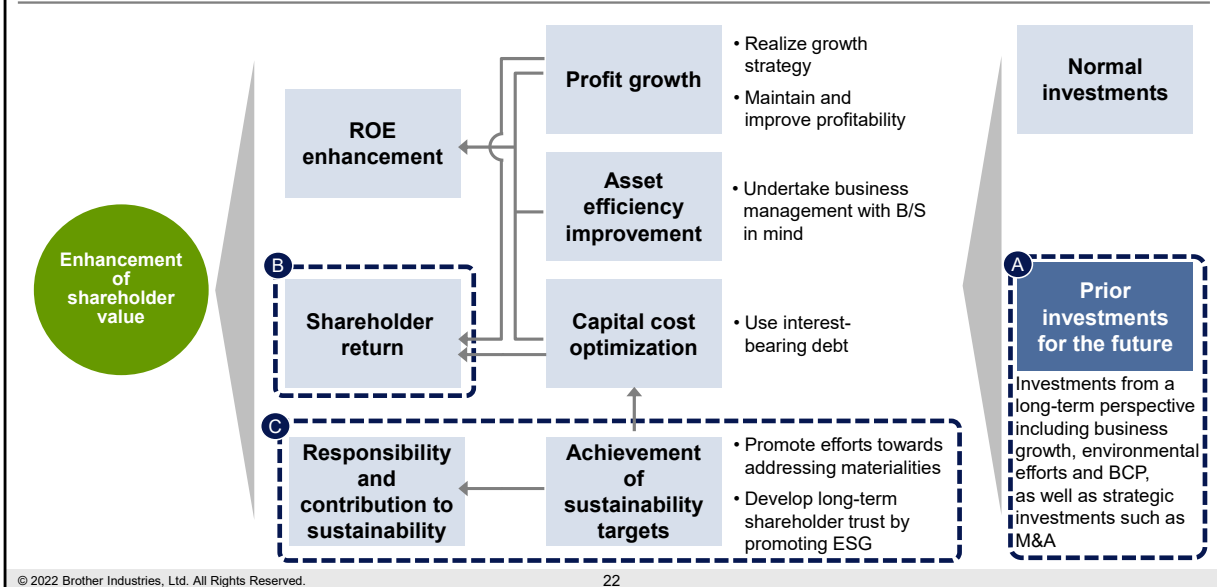 Enhancement
of
shareholder
value
ROE
enhancement
B
Shareholder
return
C
Responsibility
and
contribution to
sustainability
Profit growth
• Realize growth
strategy
• Maintain and
improve profitability
Asset
efficiency
improvement
• Undertake business
management with B/S
in mind
Capital cost
optimization
• Use interest-
bearing debt
Achievement
of
sustainability
targets
• Promote efforts towards
addressing materialities
• Develop long-term
shareholder trust by
promoting ESG
Normal
investments
A
Prior
investments
for the future
Investments from a
long-term perspective
including business
growth, environmental
efforts and BCP,
as well as strategic
investments such as
M&A
© 2022 Brother Industries, Ltd. All Rights Reserved.
22